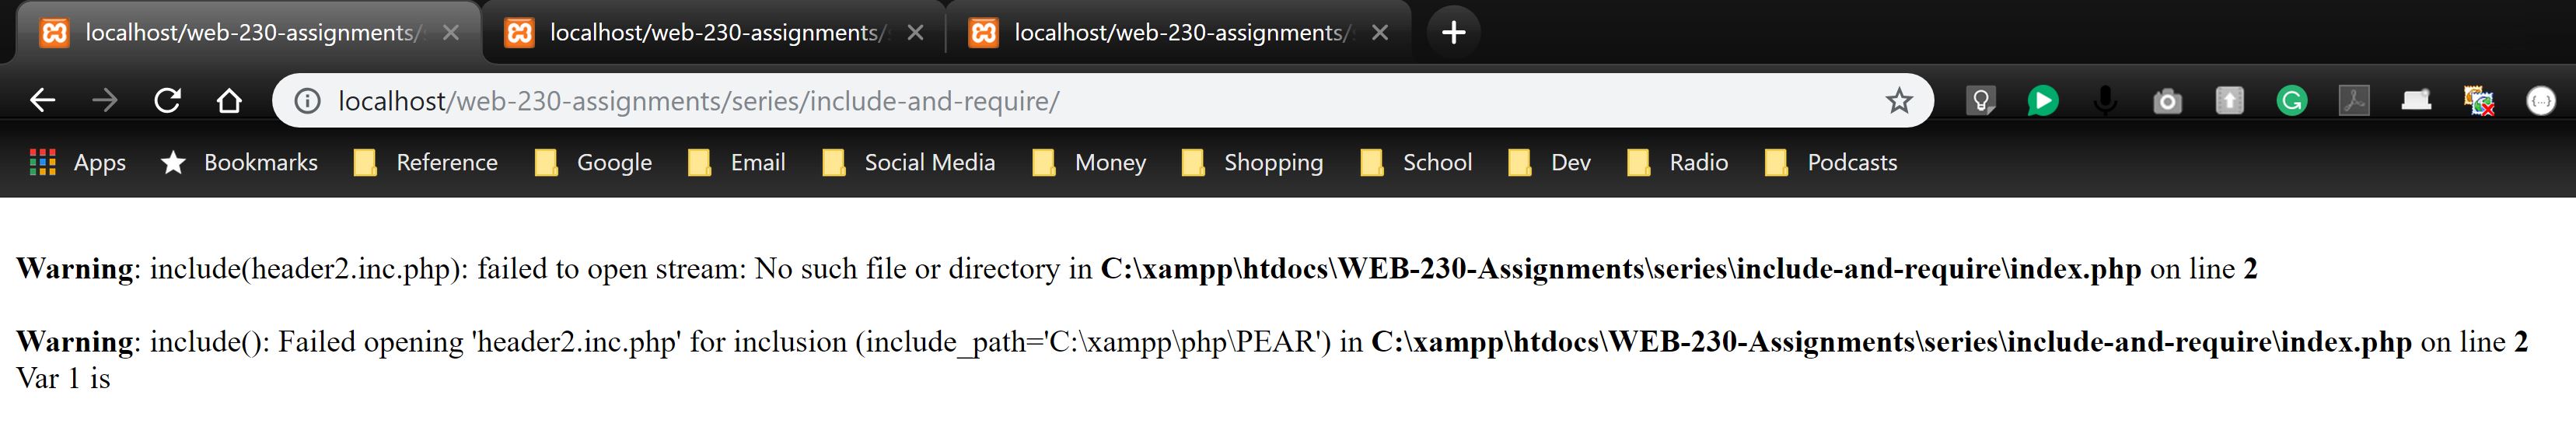 localhost/web-230-assignments/ localhost/web-230-assignments/ localhost/web-230-assignments/
localhost/web-230-assignments/series/include-and-require/
Apps Bookmarks Reference Google Email Social Media Money Shopping School Dev Radio Podcasts
Warning: include(header2.inc.php): failed to open stream: No such file or directory in C:\xampp\htdocs\WEB-230-Assignments\series\include-and-require\index.php on line 2
Warning: include(): Failed opening 'header2.inc.php' for inclusion (include_path='C:\xampp\php\PEAR') in C:\xampp\htdocs\WEB-230-Assignments\series\include-and-require\index.php on line 2
Var 1 is